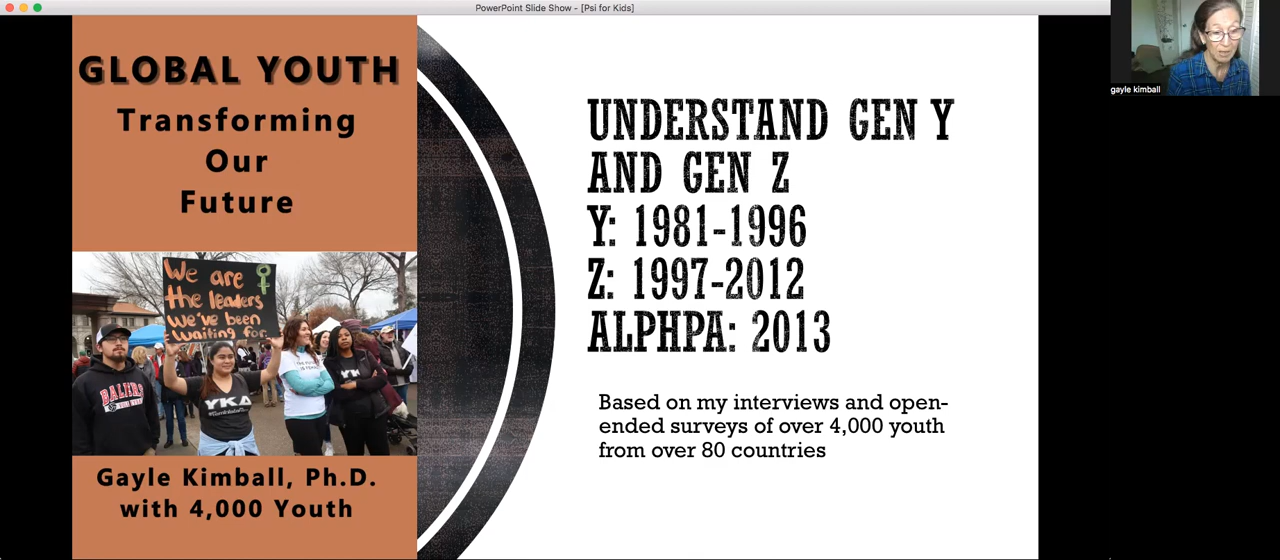 PowerPoint Slide Show - [Psi for Kids]
GLOBAL YOUTH
Transforming
Our
Future
We are
the leaders
we've been
waiting for
YKA
Gayle Kimball, Ph.D.
with 4,000 Youth
UNDERSTAND GEN Y
AND GEN Z
Y: 1981-1996
Z: 1997-2012
ALPHPA: 2013
Based on my interviews and open-
ended surveys of over 4,000 youth
from over 80 countries
gayle kimball